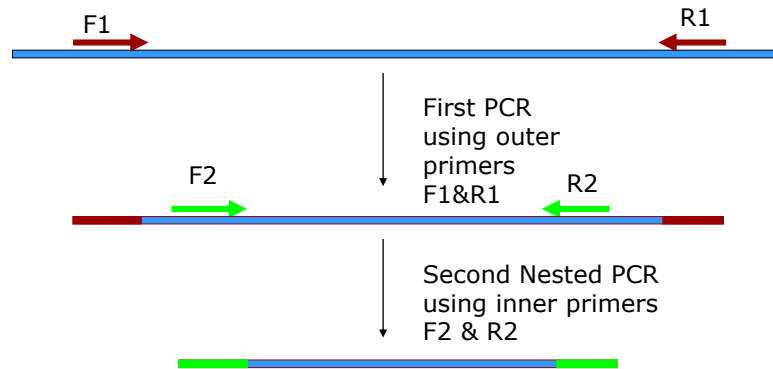 F1
R1
First PCR
using outer
primers
F1&R1
F2
R2
Second Nested PCR
using inner primers
F2 & R2